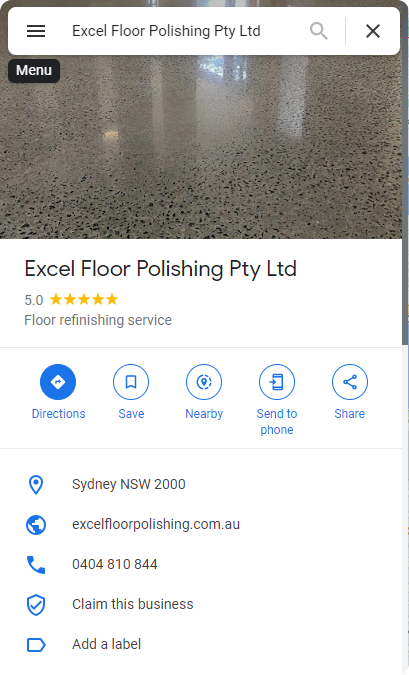 Excel Floor Polishing Pty Ltd
Menu
Excel Floor Polishing Pty Ltd
5.0
Floor refinishing service
Directions
Save
Nearby
Send to
phone
Share
Sydney NSW 2000
excelfloorpolishing.com.au
0404 810 844
Claim this business
Add a label